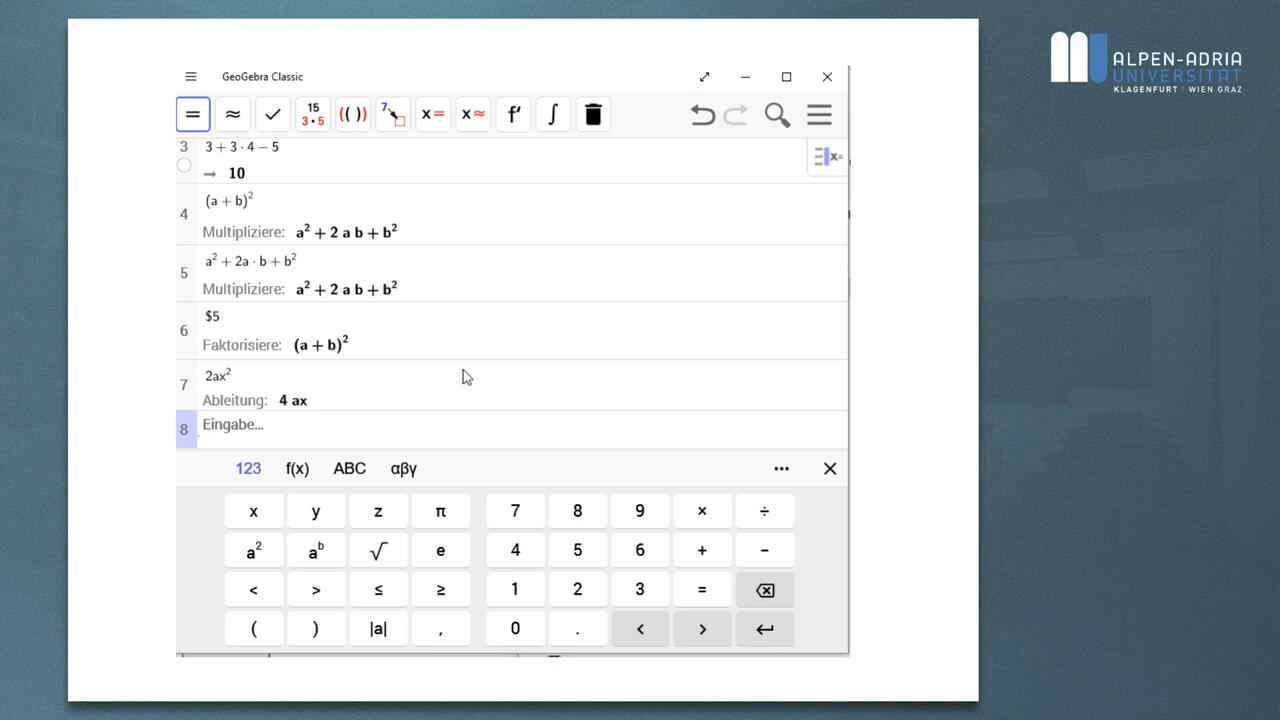 GeoGebra Classic
ALPEN-ADRIA
UNIVERSITÄT
KLAGENFURT | WIEN GRAZ
= ≈ ✓ 15 3·5 (( )) 7 x= x≈ f' ∫
3 3 + 3 · 4 − 5
x=
→ 10
4 (a + b)²
Multipliziere: a² + 2 a b + b²
5 a² + 2a · b + b²
Multipliziere: a² + 2 a b + b²
6 $5
Faktorisiere: (a + b)²
7 2ax²
Ableitung: 4 ax
8 Eingabe...
123 f(x) ABC αβγ ... ×
x y z π 7 8 9 × ÷
a² aᵇ √ e 4 5 6 + −
< > ≤ ≥ 1 2 3 = ⌫
( ) |a| , 0 . < > ↵